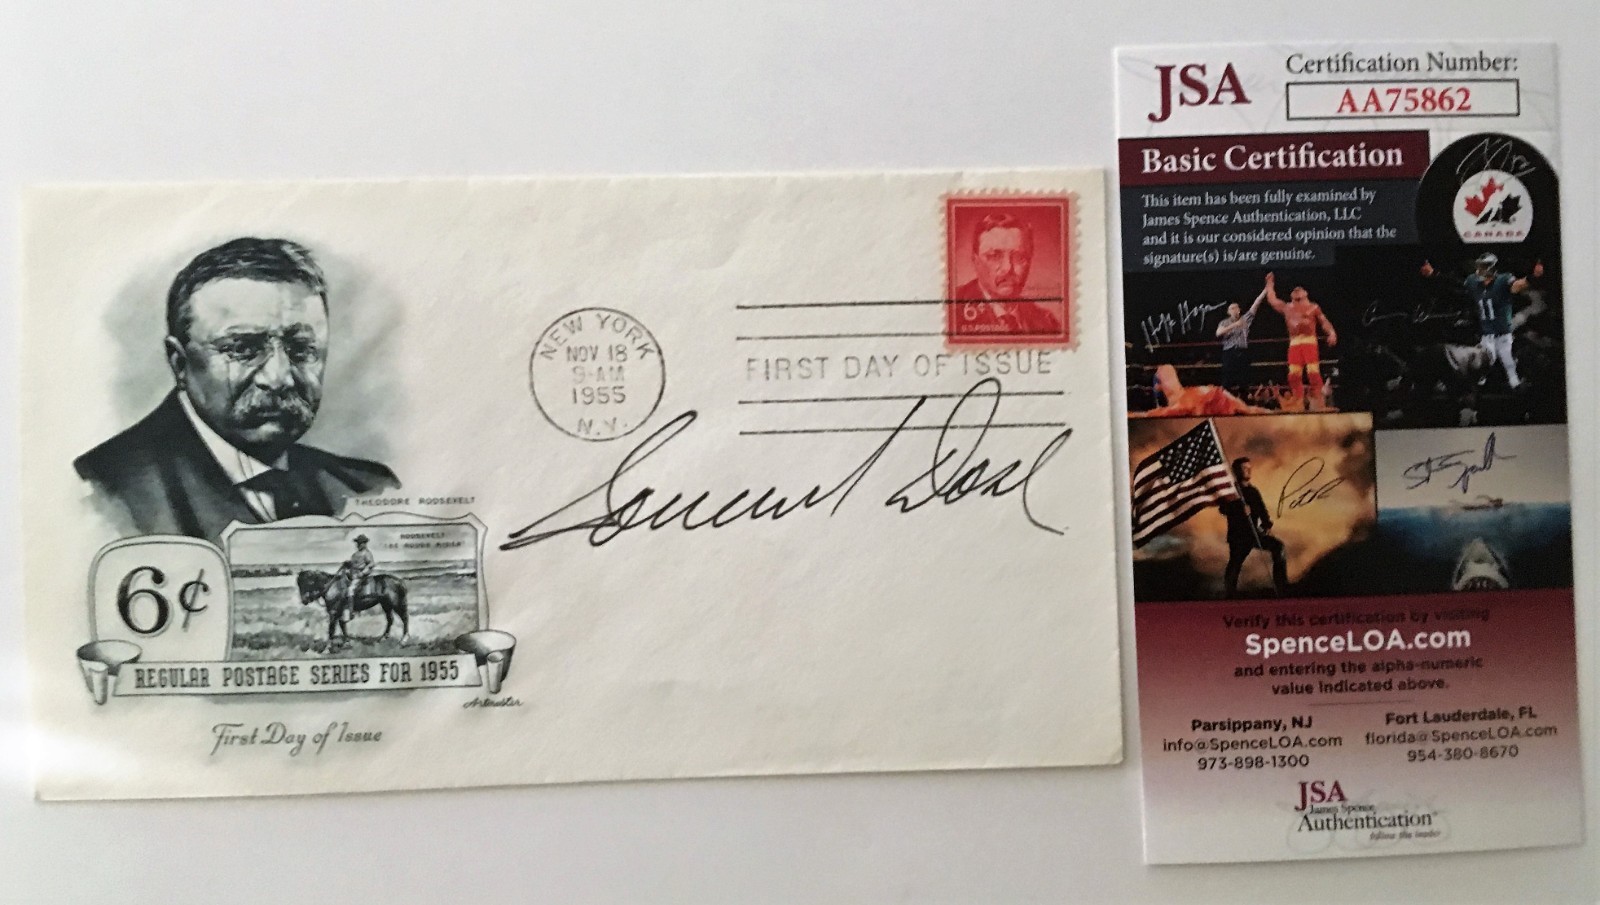 NEW YORK
NOV 18
9-AM
1955
N.Y.
6¢
U.S. POSTAGE
FIRST DAY OF ISSUE
THEODORE ROOSEVELT
ROOSEVELT
6¢
REGULAR POSTAGE SERIES FOR 1955
Artmaster
First Day of Issue
JSA
Certification Number:
AA75862
Basic Certification
This item has been fully examined by
James Spence Authentication, LLC
and it is our considered opinion that the
signature(s) is/are genuine.
CANADA
11
Verify this certification by visiting
SpenceLOA.com
and entering the alpha-numeric
value indicated above.
Parsippany, NJ
info@SpenceLOA.com
973-898-1300
Fort Lauderdale, FL
florida@SpenceLOA.com
954-380-8670
JSA
James Spence
Authentication
follow the leader